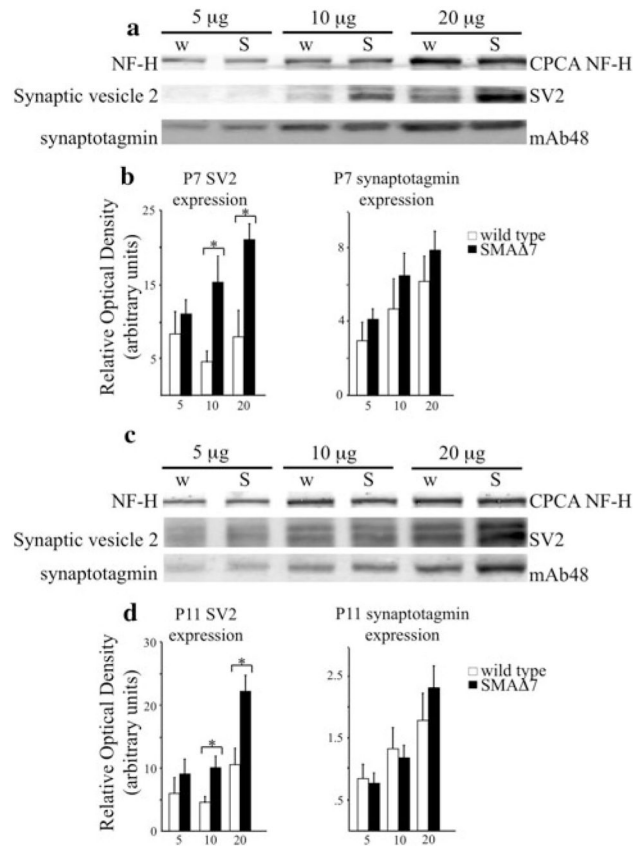 a
5 µg 10 µg 20 µg
w S w S w S
NF-H CPCA NF-H
Synaptic vesicle 2 SV2
synaptotagmin mAb48
b
P7 SV2 expression
Relative Optical Density (arbitrary units)
25
15
5
* *
5 10 20
P7 synaptotagmin expression
8
4
0
5 10 20
wild type
SMAΔ7
c
5 µg 10 µg 20 µg
w S w S w S
NF-H CPCA NF-H
Synaptic vesicle 2 SV2
synaptotagmin mAb48
d
P11 SV2 expression
Relative Optical Density (arbitrary units)
30
20
10
0
* *
5 10 20
P11 synaptotagmin expression
2.5
1.5
.5
5 10 20
wild type
SMAΔ7